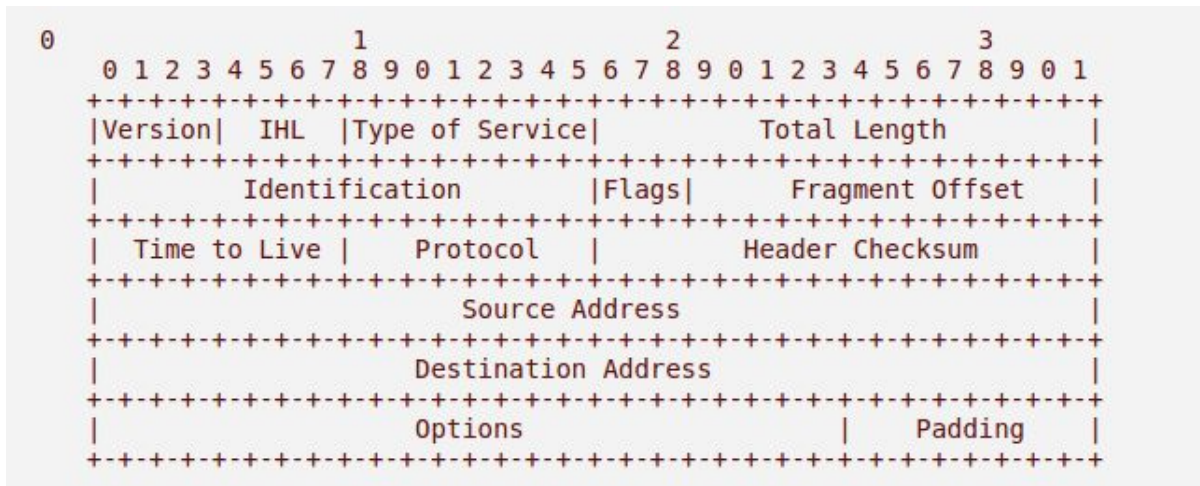 0                   1                   2                   3
    0 1 2 3 4 5 6 7 8 9 0 1 2 3 4 5 6 7 8 9 0 1 2 3 4 5 6 7 8 9 0 1
   +-+-+-+-+-+-+-+-+-+-+-+-+-+-+-+-+-+-+-+-+-+-+-+-+-+-+-+-+-+-+-+-+
   |Version|  IHL  |Type of Service|          Total Length         |
   +-+-+-+-+-+-+-+-+-+-+-+-+-+-+-+-+-+-+-+-+-+-+-+-+-+-+-+-+-+-+-+-+
   |         Identification        |Flags|      Fragment Offset    |
   +-+-+-+-+-+-+-+-+-+-+-+-+-+-+-+-+-+-+-+-+-+-+-+-+-+-+-+-+-+-+-+-+
   |  Time to Live |    Protocol   |         Header Checksum       |
   +-+-+-+-+-+-+-+-+-+-+-+-+-+-+-+-+-+-+-+-+-+-+-+-+-+-+-+-+-+-+-+-+
   |                       Source Address                          |
   +-+-+-+-+-+-+-+-+-+-+-+-+-+-+-+-+-+-+-+-+-+-+-+-+-+-+-+-+-+-+-+-+
   |                    Destination Address                        |
   +-+-+-+-+-+-+-+-+-+-+-+-+-+-+-+-+-+-+-+-+-+-+-+-+-+-+-+-+-+-+-+-+
   |                    Options                    |    Padding    |
   +-+-+-+-+-+-+-+-+-+-+-+-+-+-+-+-+-+-+-+-+-+-+-+-+-+-+-+-+-+-+-+-+